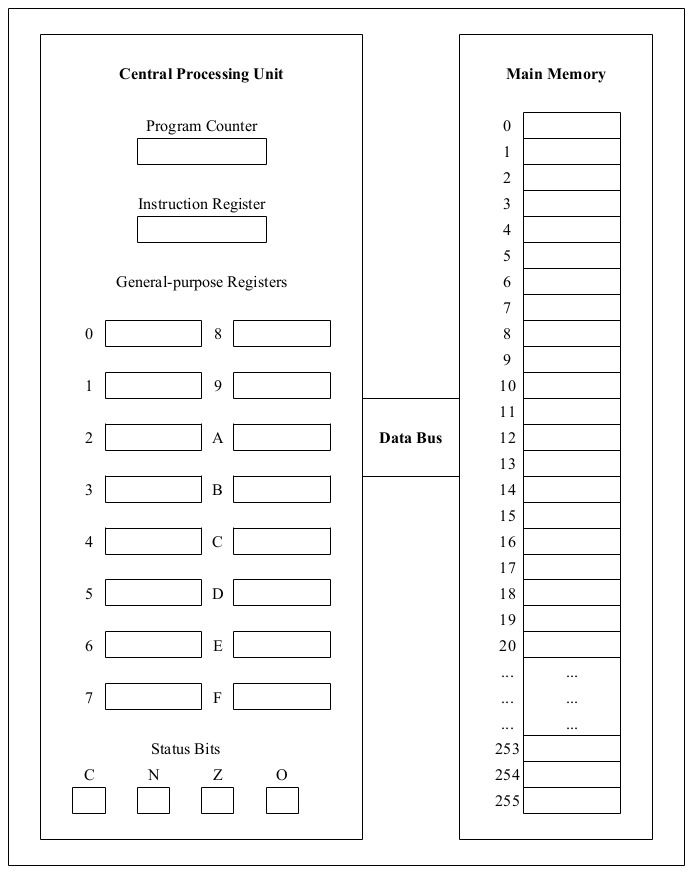 Central Processing Unit
Program Counter
Instruction Register
General-purpose Registers
0 8
1 9
2 A
3 B
4 C
5 D
6 E
7 F
Status Bits
C N Z O
Data Bus
Main Memory
0
1
2
3
4
5
6
7
8
9
10
11
12
13
14
15
16
17
18
19
20
... ...
... ...
... ...
253
254
255